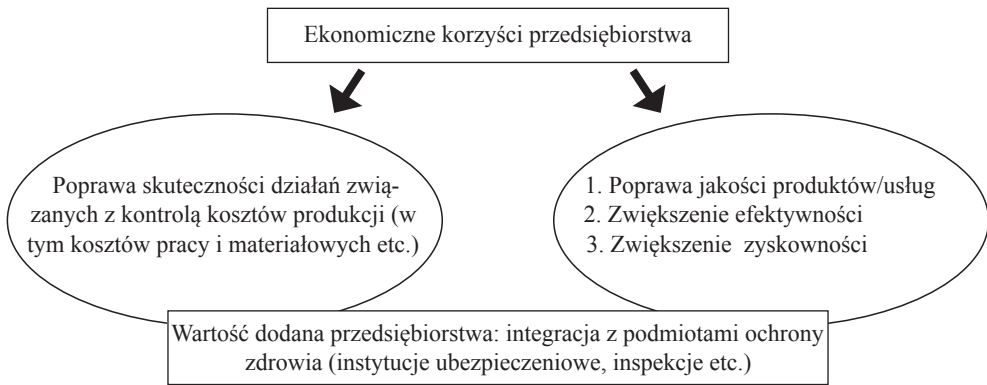 Ekonomiczne korzyści przedsiębiorstwa
Poprawa skuteczności działań zwią-
zanych z kontrolą kosztów produkcji (w
tym kosztów pracy i materiałowych etc.)
1. Poprawa jakości produktów/usług
2. Zwiększenie efektywności
3. Zwiększenie zyskowności
Wartość dodana przedsiębiorstwa: integracja z podmiotami ochrony
zdrowia (instytucje ubezpieczeniowe, inspekcje etc.)